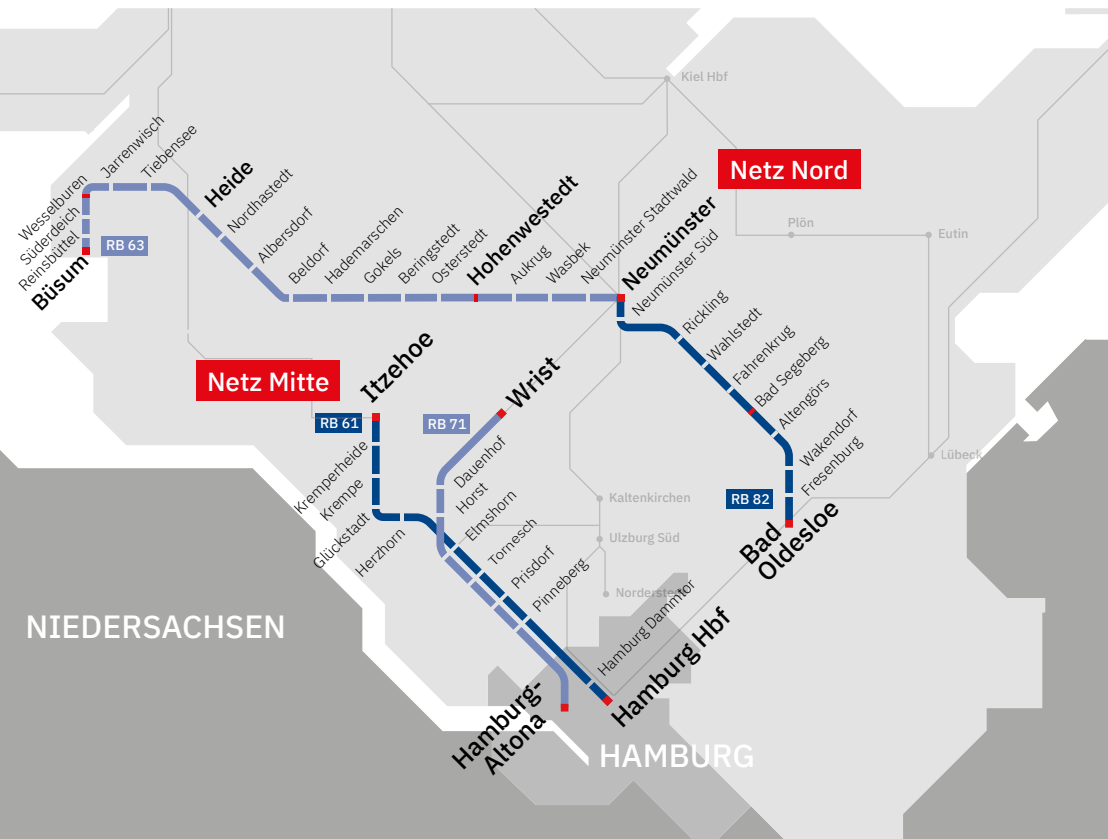 Kiel Hbf
Netz Nord
Plön
Eutin
Lübeck
Kaltenkirchen
Ulzburg Süd
Norderstedt
RB 63
Büsum
Reinsbüttel
Süderdeich
Wesselburen
Jarrenwisch
Tiebensee
Heide
Nordhastedt
Albersdorf
Beldorf
Hademarschen
Gokels
Beringstedt
Osterstedt
Hohenwestedt
Aukrug
Wasbek
Neumünster Stadtwald
Neumünster
Neumünster Süd
Rickling
Wahlstedt
Fahrenkrug
Bad Segeberg
Altengörs
Wakendorf
Fresenburg
RB 82
Bad
Oldesloe
Netz Mitte
Itzehoe
RB 61
Kremperheide
Krempe
Glückstadt
Herzhorn
RB 71
Wrist
Dauenhof
Horst
Elmshorn
Tornesch
Prisdorf
Pinneberg
Hamburg Dammtor
Hamburg Hbf
Hamburg-
Altona
NIEDERSACHSEN
HAMBURG